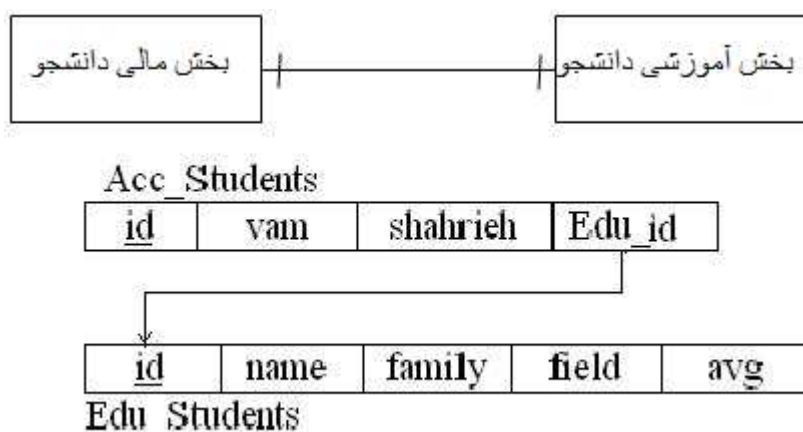 بخش آموزشی دانشجو
بخش مالی دانشجو
Acc_Students
id vam shahrieh Edu_id
id name family field avg
Edu_Students